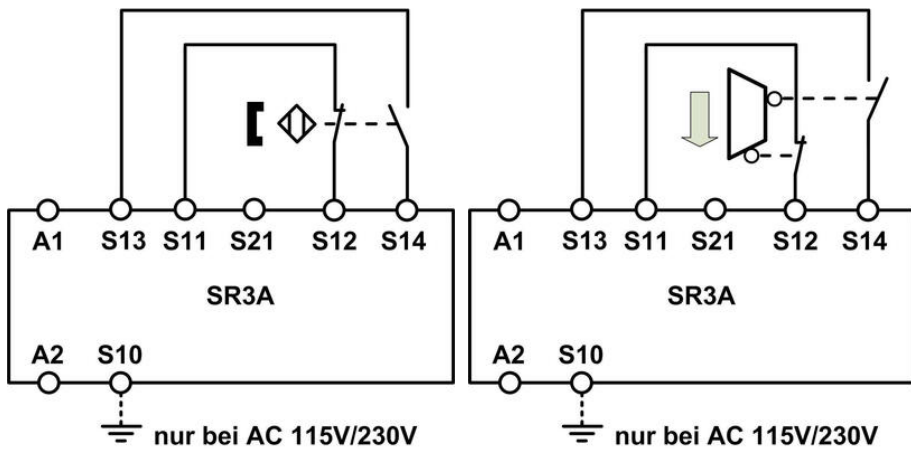 A1 S13 S11 S21 S12 S14
SR3A
A2 S10
nur bei AC 115V/230V
A1 S13 S11 S21 S12 S14
SR3A
A2 S10
nur bei AC 115V/230V